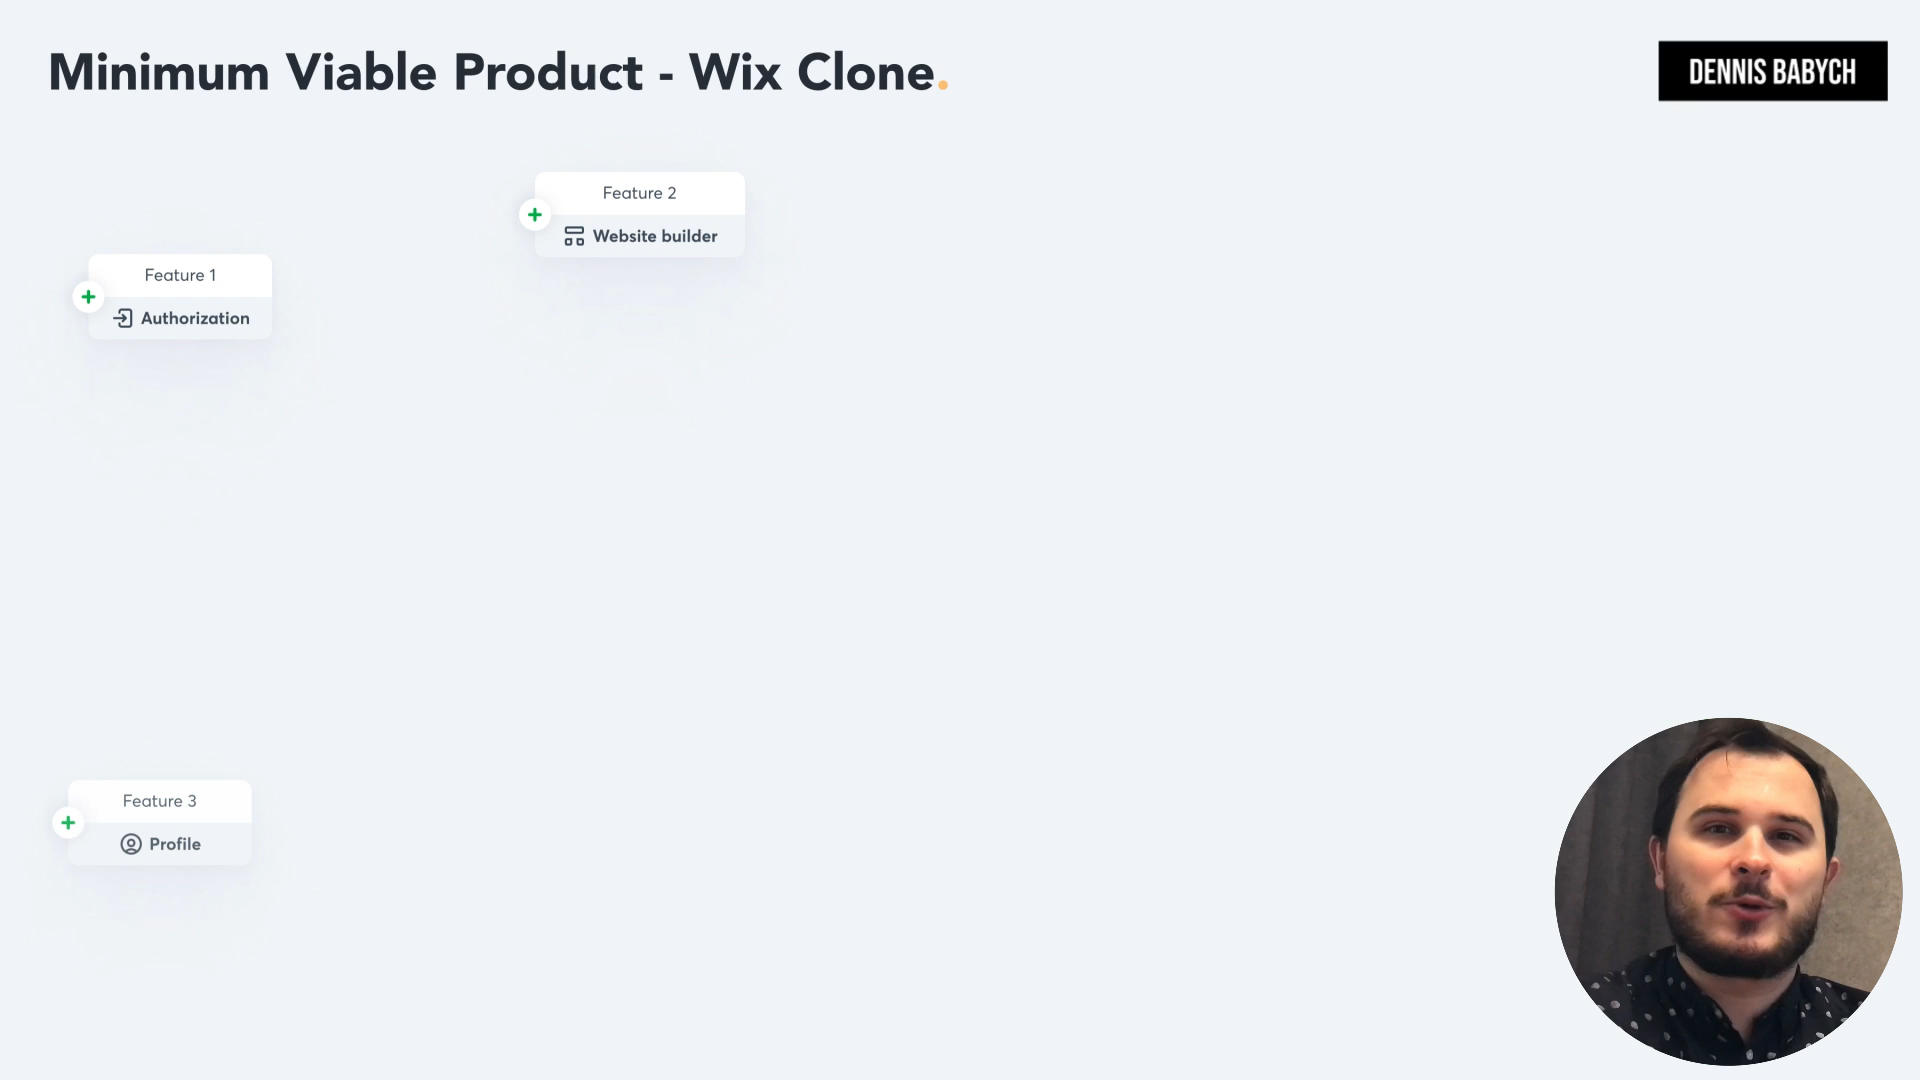 Minimum Viable Product - Wix Clone.
DENNIS BABYCH
Feature 2
Website builder
Feature 1
Authorization
Feature 3
Profile